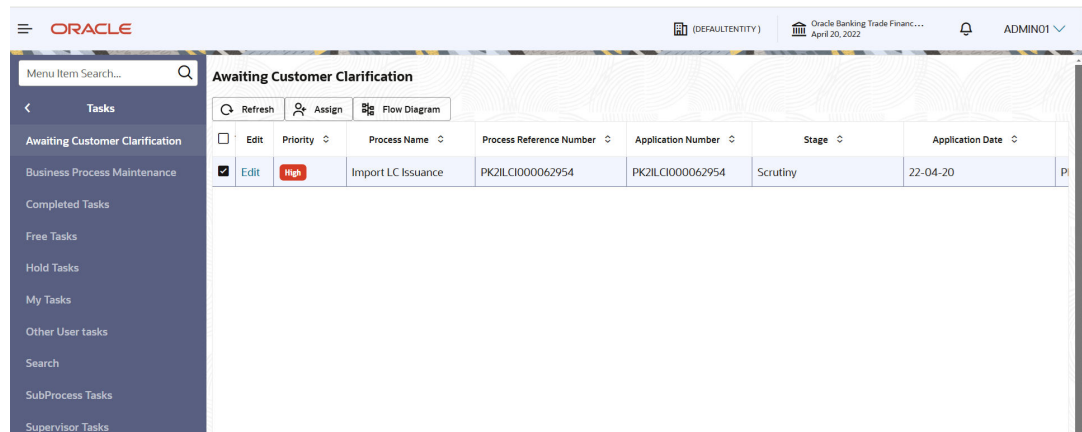 ORACLE
(DEFAULTENTITY )
Oracle Banking Trade Financ...
April 20, 2022
ADMIN01
Menu Item Search...
Tasks
Awaiting Customer Clarification
Business Process Maintenance
Completed Tasks
Free Tasks
Hold Tasks
My Tasks
Other User tasks
Search
SubProcess Tasks
Supervisor Tasks
Awaiting Customer Clarification
Refresh Assign Flow Diagram
Edit Priority Process Name Process Reference Number Application Number Stage Application Date
Edit High Import LC Issuance PK2ILCI000062954 PK2ILCI000062954 Scrutiny 22-04-20